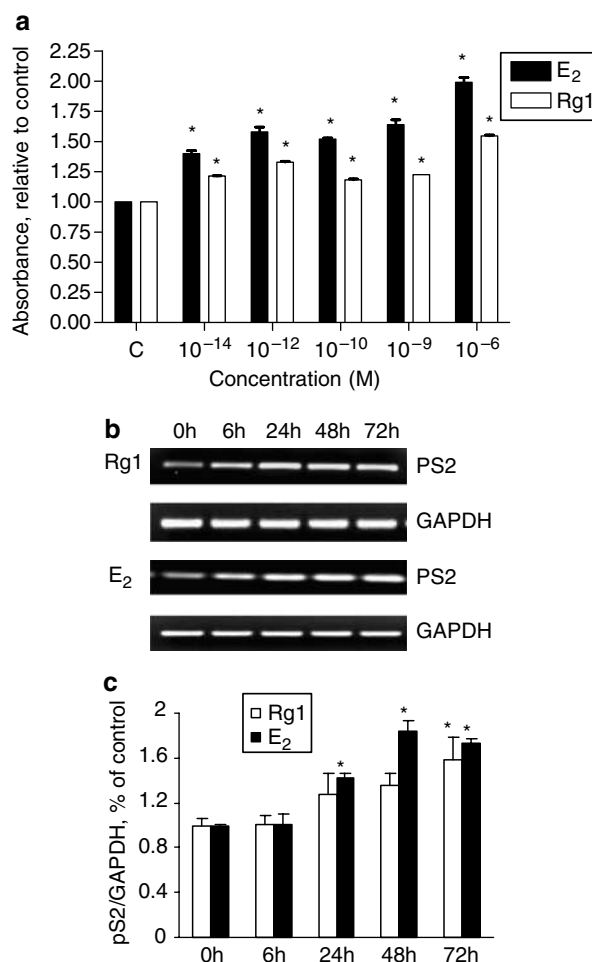 a
Absorbance, relative to control
2.25
2.00
1.75
1.50
1.25
1.00
0.75
0.50
0.25
0.00
* * * * * * * * * *
E₂
Rg1
C 10⁻¹⁴ 10⁻¹² 10⁻¹⁰ 10⁻⁹ 10⁻⁶
Concentration (M)
b
0h 6h 24h 48h 72h
Rg1 PS2
GAPDH
E₂ PS2
GAPDH
c
pS2/GAPDH, % of control
2
1.6
1.2
0.8
0.4
0
Rg1
E₂
* * * *
0h 6h 24h 48h 72h